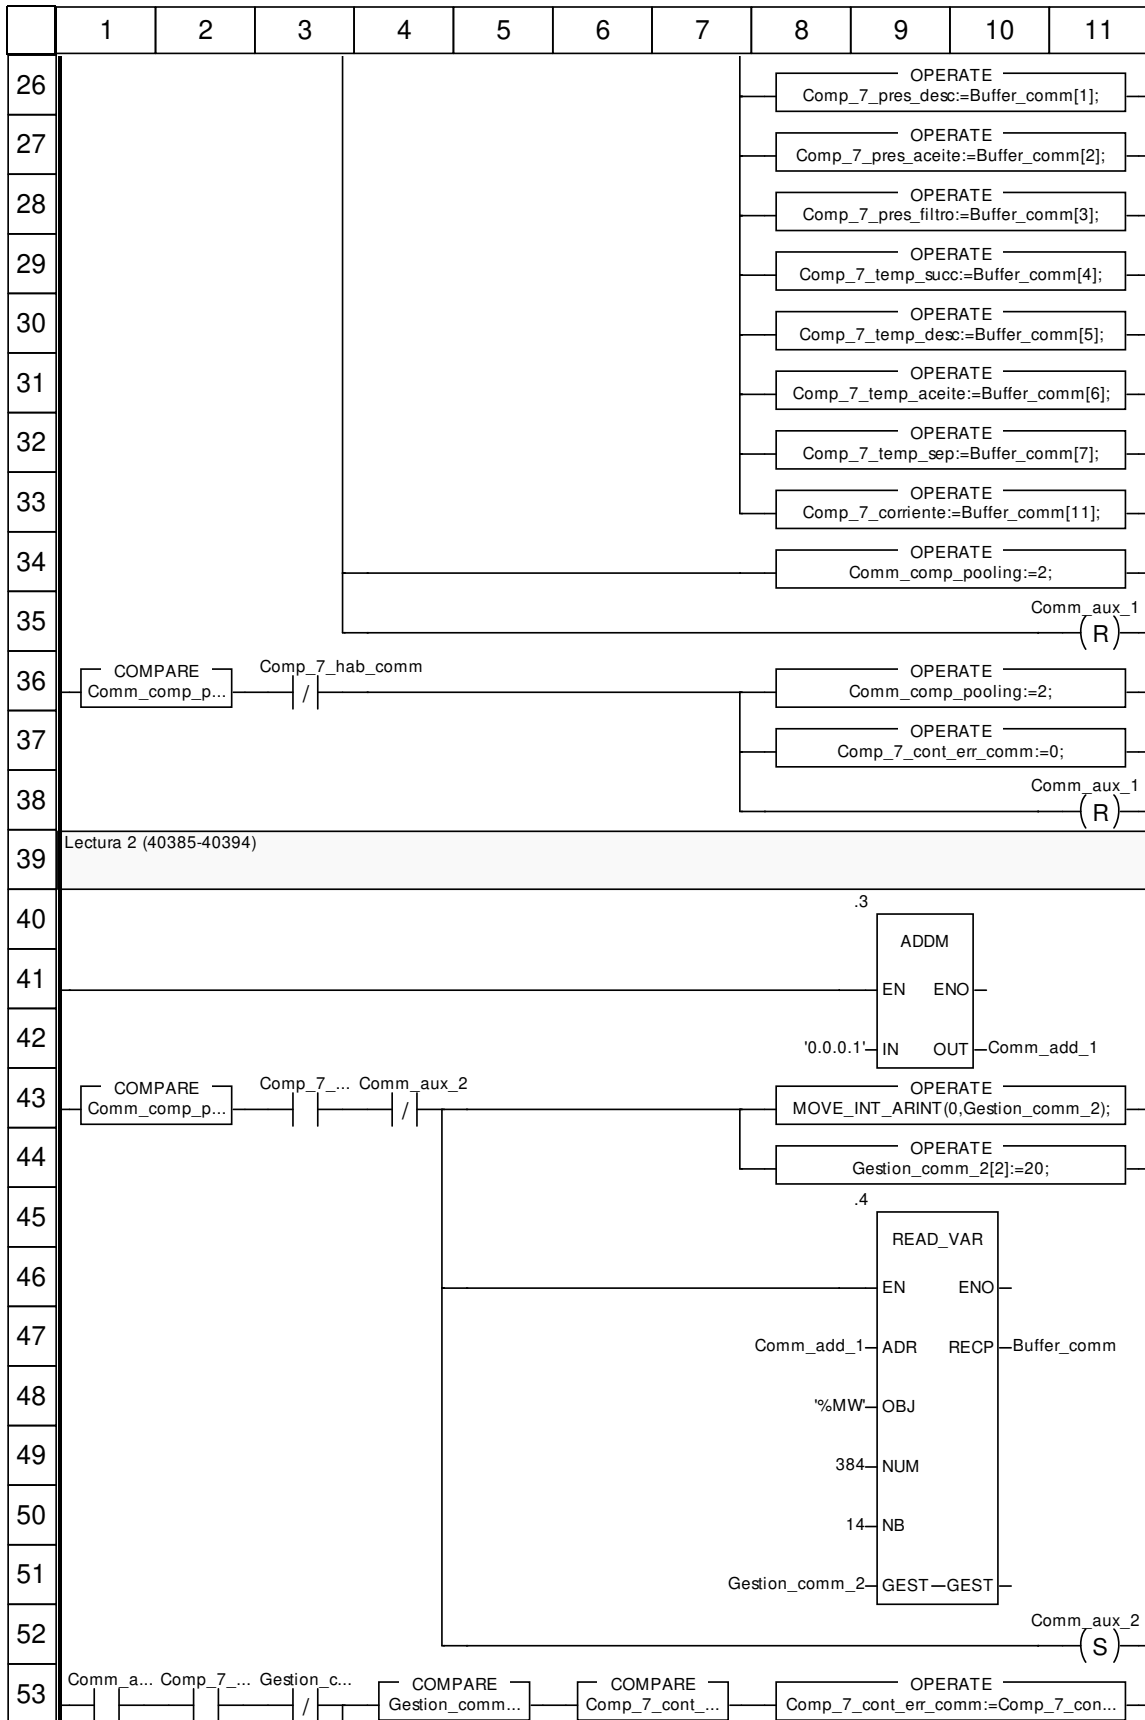 1 2 3 4 5 6 7 8 9 10 11
26 OPERATE
Comp_7_pres_desc:=Buffer_comm[1];
27 OPERATE
Comp_7_pres_aceite:=Buffer_comm[2];
28 OPERATE
Comp_7_pres_filtro:=Buffer_comm[3];
29 OPERATE
Comp_7_temp_succ:=Buffer_comm[4];
30 OPERATE
Comp_7_temp_desc:=Buffer_comm[5];
31 OPERATE
Comp_7_temp_aceite:=Buffer_comm[6];
32 OPERATE
Comp_7_temp_sep:=Buffer_comm[7];
33 OPERATE
Comp_7_corriente:=Buffer_comm[11];
34 OPERATE
Comm_comp_pooling:=2;
35 Comm_aux_1
R
36 COMPARE Comp_7_hab_comm OPERATE
Comm_comp_p... / Comm_comp_pooling:=2;
37 OPERATE
Comp_7_cont_err_comm:=0;
38 Comm_aux_1
R
39 Lectura 2 (40385-40394)
40 .3
ADDM
41 EN ENO
42 '0.0.0.1' IN OUT Comm_add_1
43 COMPARE Comp_7_... Comm_aux_2 OPERATE
Comm_comp_p... / MOVE_INT_ARINT(0,Gestion_comm_2);
44 OPERATE
Gestion_comm_2[2]:=20;
45 .4
READ_VAR
46 EN ENO
47 Comm_add_1 ADR RECP Buffer_comm
48 '%MW' OBJ
49 384 NUM
50 14 NB
51 Gestion_comm_2 GEST GEST
52 Comm_aux_2
S
53 Comm_a... Comp_7_... Gestion_c... COMPARE COMPARE OPERATE
/ Gestion_comm... Comp_7_cont_... Comp_7_cont_err_comm:=Comp_7_con...